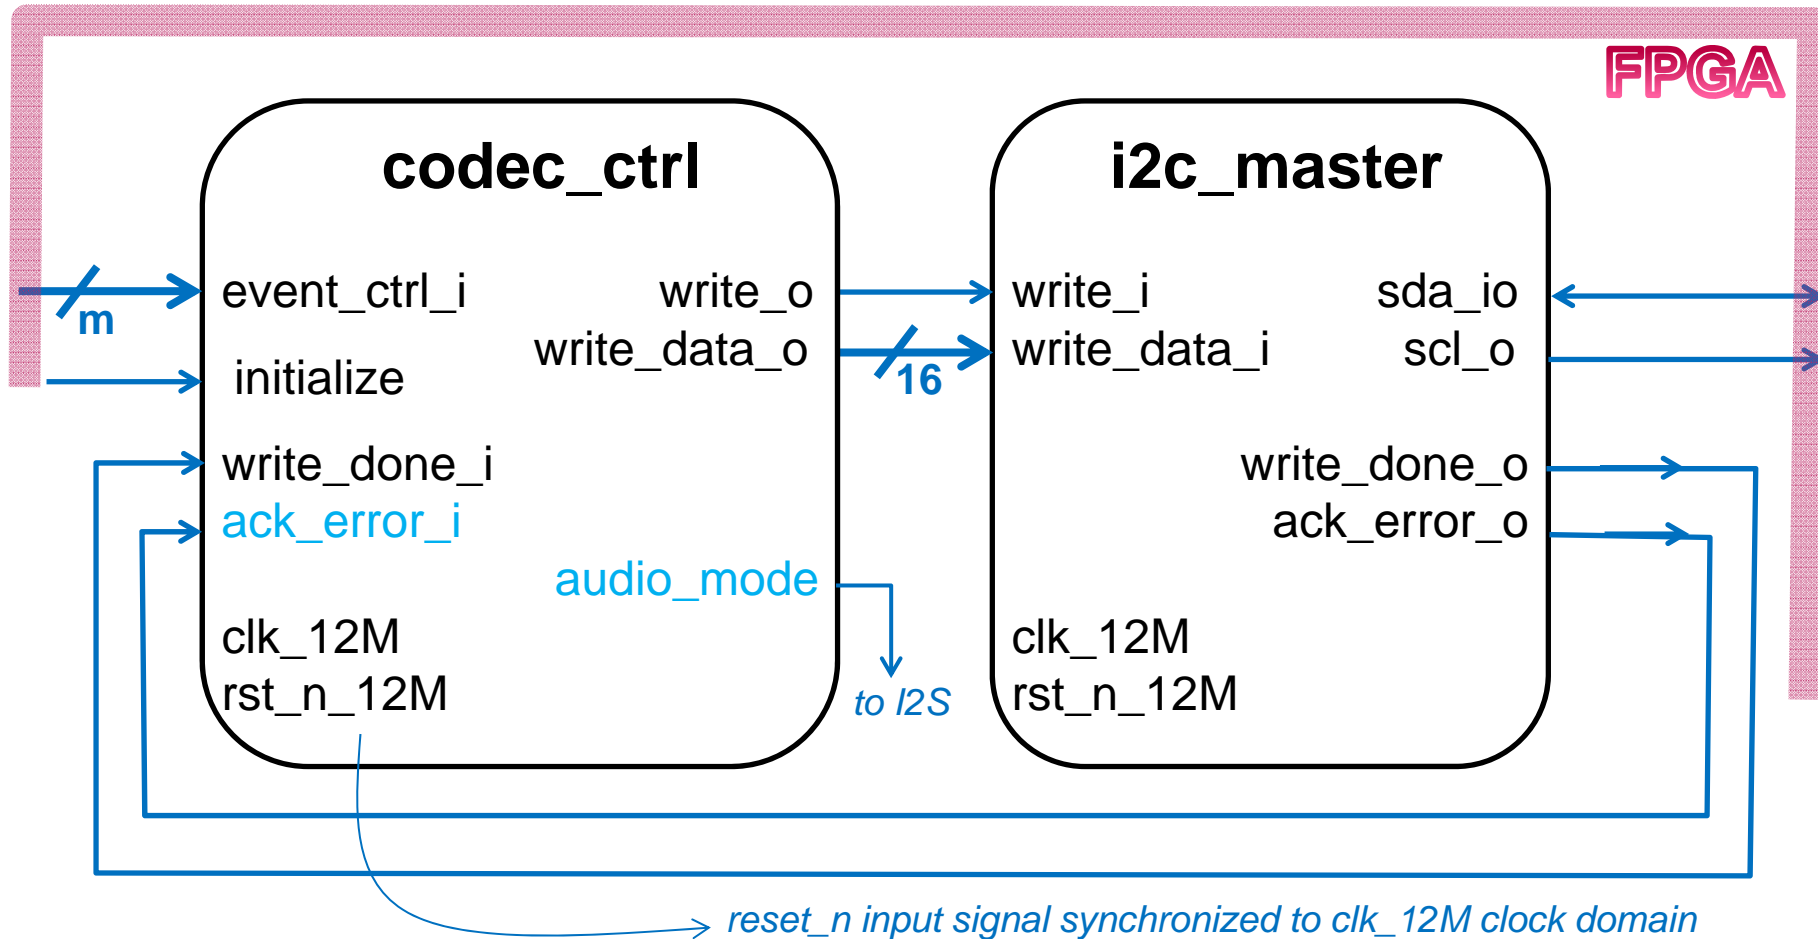 FPGA
codec_ctrl
event_ctrl_i
m
initialize
write_o
write_data_o
16
write_done_i
ack_error_i
audio_mode
to I2S
clk_12M
rst_n_12M
i2c_master
write_i
write_data_i
sda_io
scl_o
write_done_o
ack_error_o
clk_12M
rst_n_12M
reset_n input signal synchronized to clk_12M clock domain